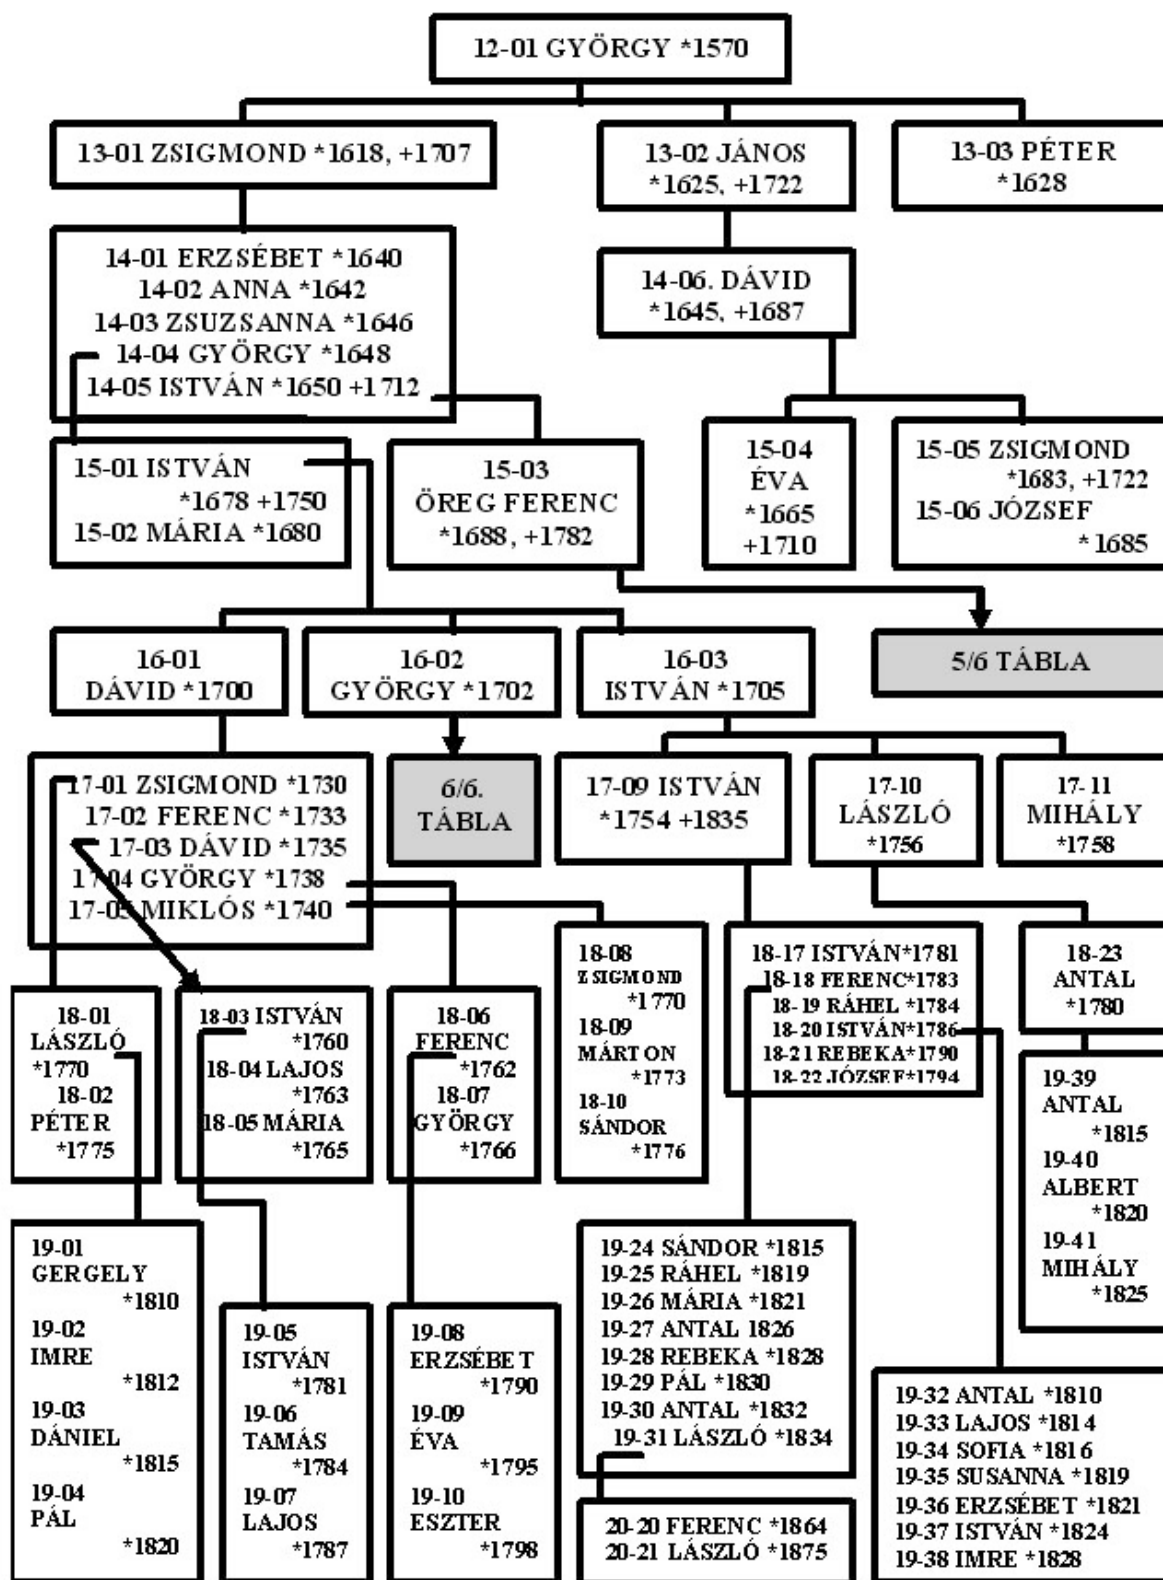 12-01 GYÖRGY *1570
13-01 ZSIGMOND *1618, +1707
13-02 JÁNOS
*1625, +1722
13-03 PÉTER
*1628
14-01 ERZSÉBET *1640
14-02 ANNA *1642
14-03 ZSUZSANNA *1646
14-04 GYÖRGY *1648
14-05 ISTVÁN *1650 +1712
14-06. DÁVID
*1645, +1687
15-01 ISTVÁN
*1678 +1750
15-02 MÁRIA *1680
15-03
ÖREG FERENC
*1688, +1782
15-04
ÉVA
*1665
+1710
15-05 ZSIGMOND
*1683, +1722
15-06 JÓZSEF
*1685
16-01
DÁVID *1700
16-02
GYÖRGY *1702
16-03
ISTVÁN *1705
5/6 TÁBLA
17-01 ZSIGMOND *1730
17-02 FERENC *1733
17-03 DÁVID *1735
17-04 GYÖRGY *1738
17-05 MIKLÓS *1740
6/6.
TÁBLA
17-09 ISTVÁN
*1754 +1835
17-10
LÁSZLÓ
*1756
17-11
MIHÁLY
*1758
18-01
LÁSZLÓ
*1770
18-02
PÉTER
*1775
18-03 ISTVÁN
*1760
18-04 LAJOS
*1763
18-05 MÁRIA
*1765
18-06
FERENC
*1762
18-07
GYÖRGY
*1766
18-08
ZSIGMOND
*1770
18-09
MÁRTON
*1773
18-10
SÁNDOR
*1776
18-17 ISTVÁN*1781
18-18 FERENC*1783
18-19 RÁHEL *1784
18-20 ISTVÁN*1786
18-21 REBEKA*1790
18-22 JÓZSEF*1794
18-23
ANTAL
*1780
19-39
ANTAL
*1815
19-40
ALBERT
*1820
19-41
MIHÁLY
*1825
19-01
GERGELY
*1810
19-02
IMRE
*1812
19-03
DÁNIEL
*1815
19-04
PÁL
*1820
19-05
ISTVÁN
*1781
19-06
TAMÁS
*1784
19-07
LAJOS
*1787
19-08
ERZSÉBET
*1790
19-09
ÉVA
*1795
19-10
ESZTER
*1798
19-24 SÁNDOR *1815
19-25 RÁHEL *1819
19-26 MÁRIA *1821
19-27 ANTAL 1826
19-28 REBEKA *1828
19-29 PÁL *1830
19-30 ANTAL *1832
19-31 LÁSZLÓ *1834
20-20 FERENC *1864
20-21 LÁSZLÓ *1875
19-32 ANTAL *1810
19-33 LAJOS *1814
19-34 SOFIA *1816
19-35 SUSANNA *1819
19-36 ERZSÉBET *1821
19-37 ISTVÁN *1824
19-38 IMRE *1828